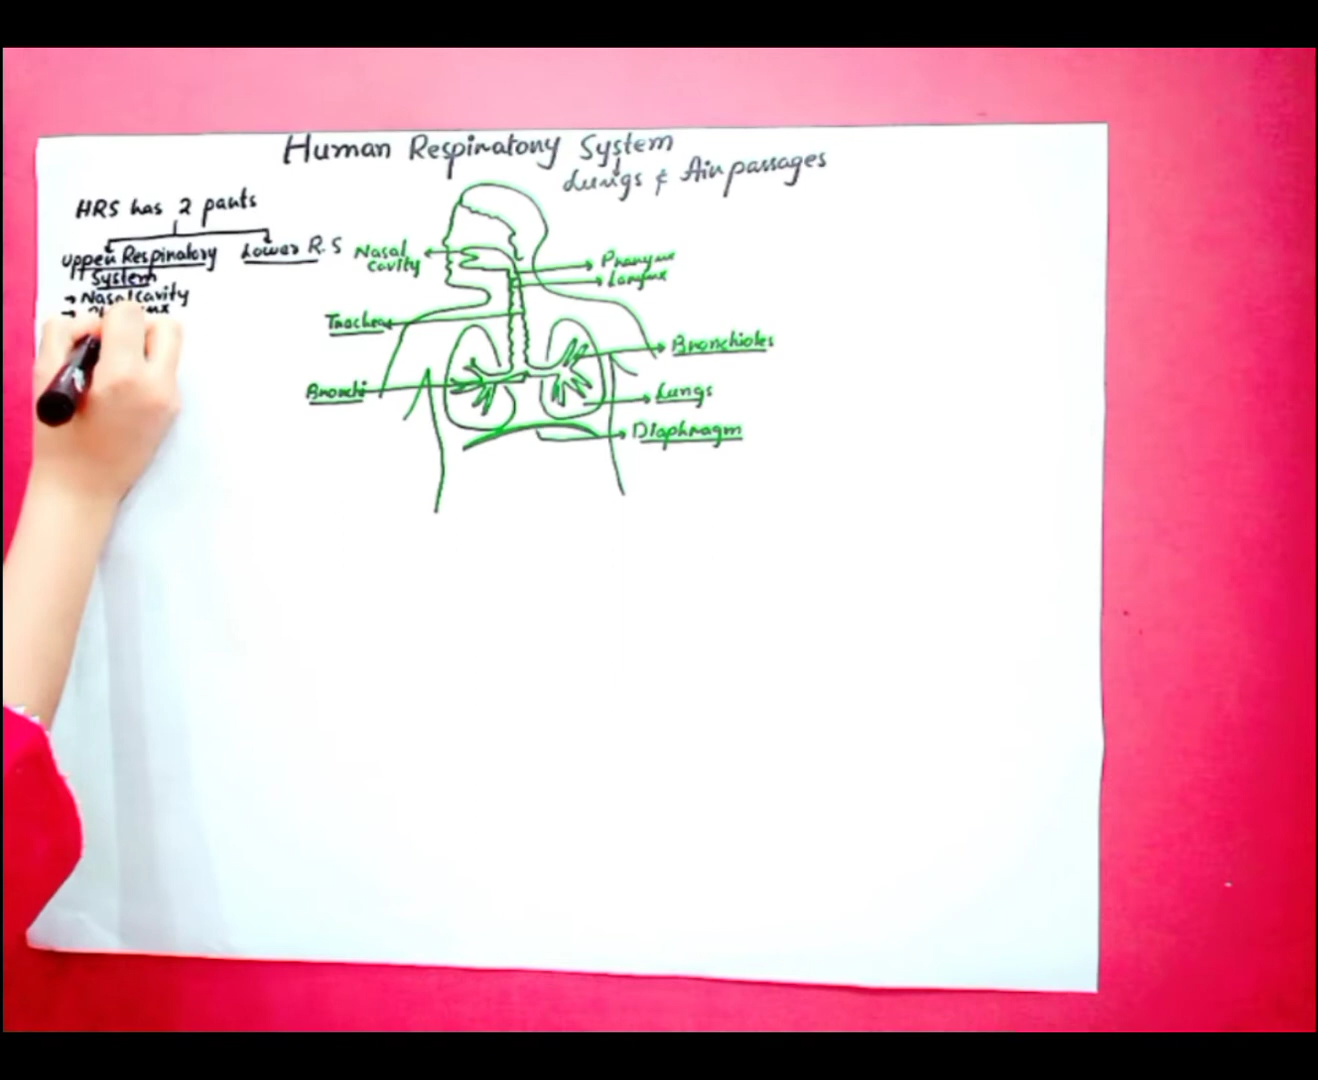 Human Respiratory System
Lungs & Air passages
HRS has 2 parts
Upper Respiratory
System
Lower R.S
→ Nasal cavity
Nasal
cavity
Pharynx
Larynx
Trachea
Bronchioles
Bronchi
Lungs
Diaphragm